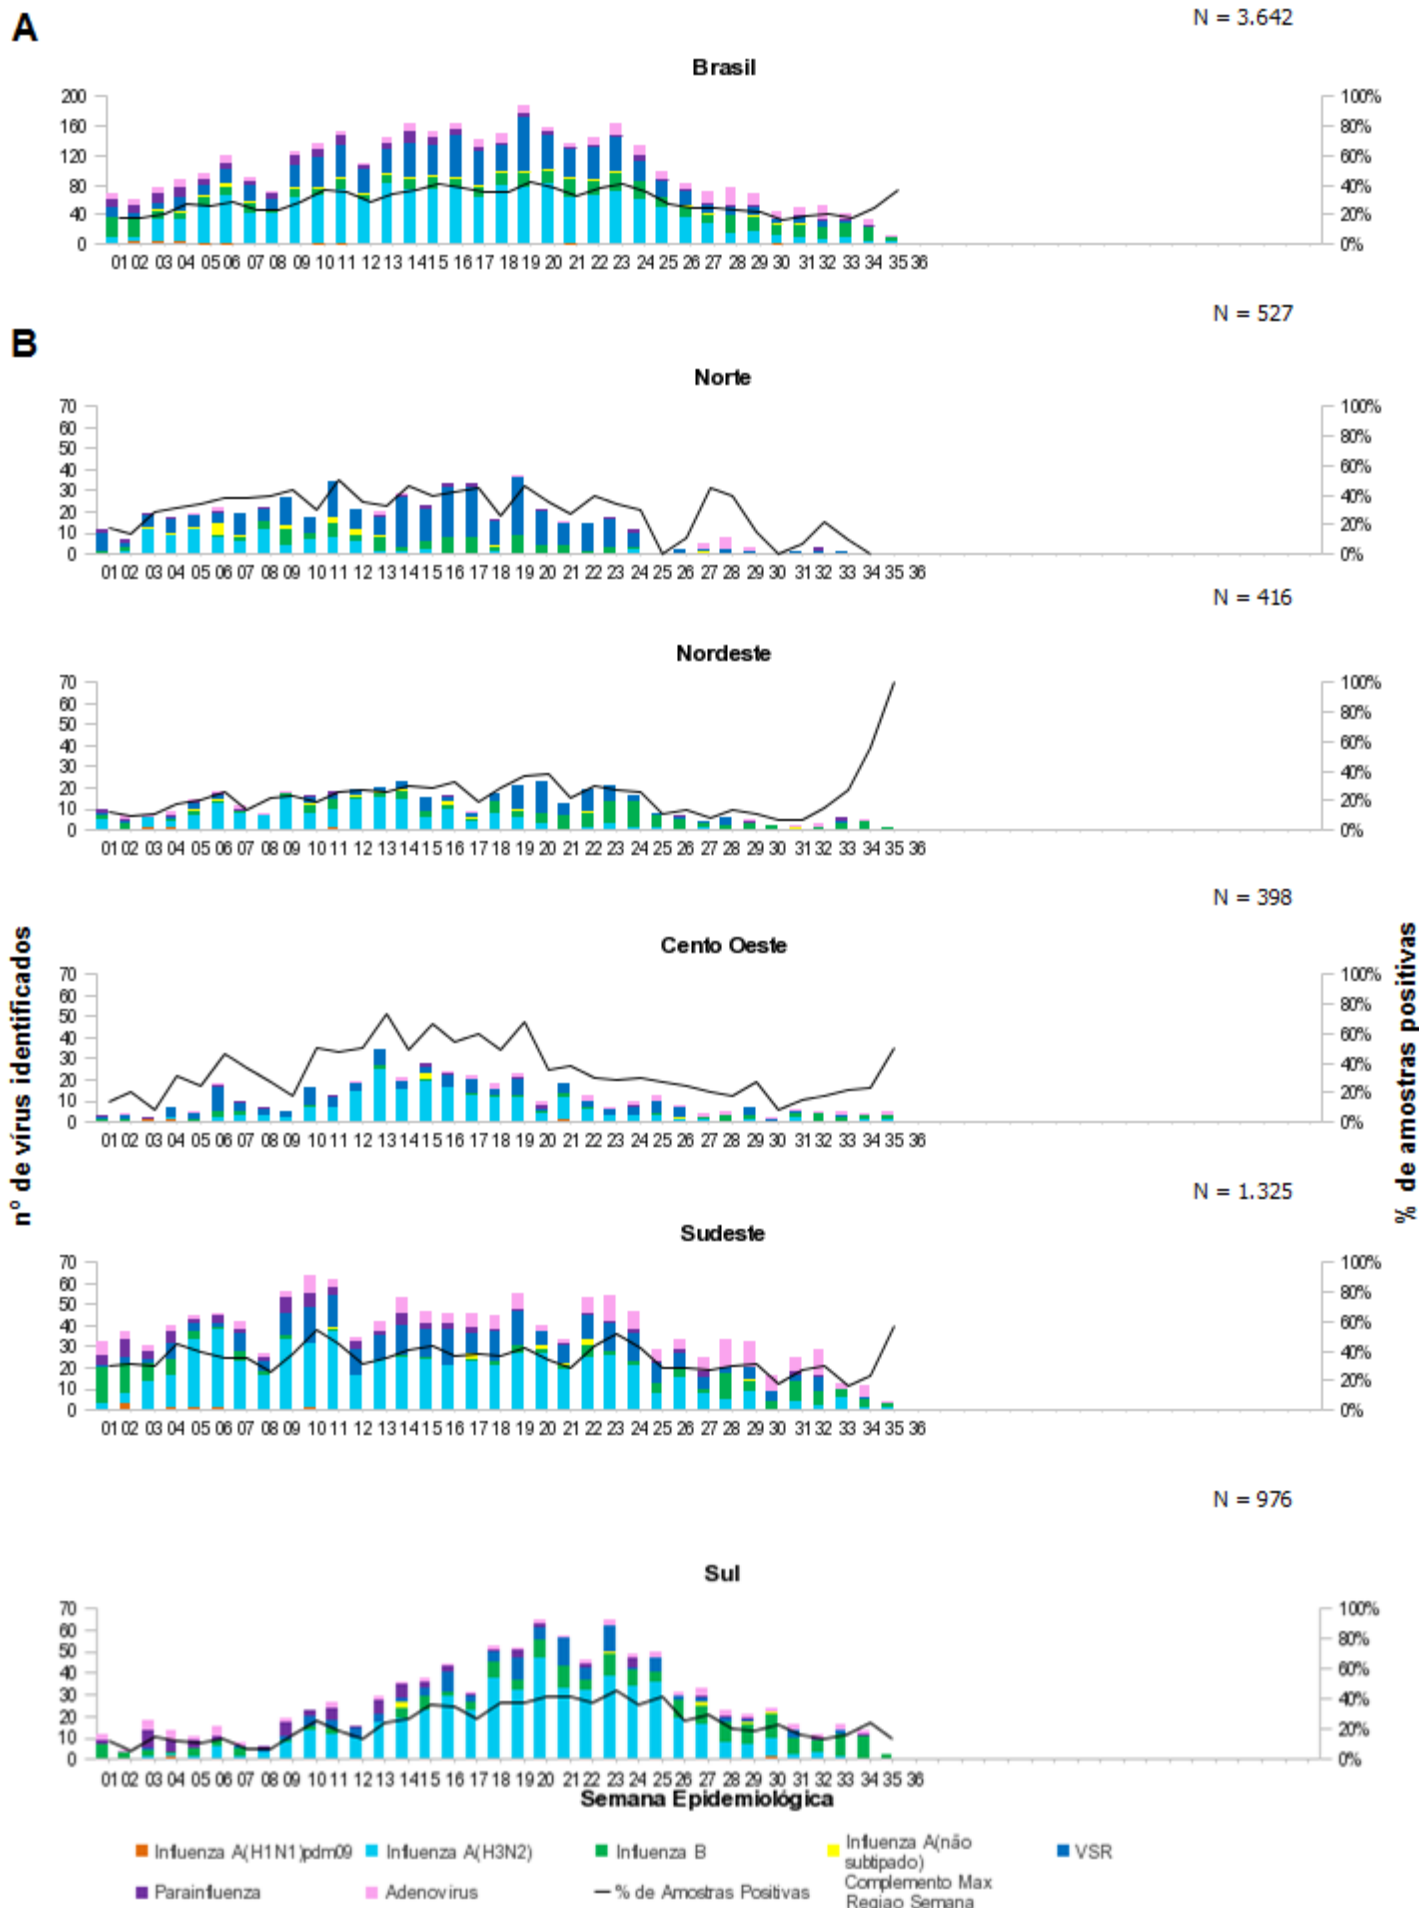 A
N = 3.642
Brasil
200
160
120
80
40
0
100%
80%
60%
40%
20%
0%
01 02 03 04 05 06 07 08 09 10 11 12 13 14 15 16 17 18 19 20 21 22 23 24 25 26 27 28 29 30 31 32 33 34 35 36
N = 527
B
Norte
70
60
50
40
30
20
10
0
100%
80%
60%
40%
20%
0%
01 02 03 04 05 06 07 08 09 10 11 12 13 14 15 16 17 18 19 20 21 22 23 24 25 26 27 28 29 30 31 32 33 34 35 36
N = 416
Nordeste
70
60
50
40
30
20
10
0
100%
80%
60%
40%
20%
0%
01 02 03 04 05 06 07 08 09 10 11 12 13 14 15 16 17 18 19 20 21 22 23 24 25 26 27 28 29 30 31 32 33 34 35 36
N = 398
Cento Oeste
70
60
50
40
30
20
10
0
100%
80%
60%
40%
20%
0%
01 02 03 04 05 06 07 08 09 10 11 12 13 14 15 16 17 18 19 20 21 22 23 24 25 26 27 28 29 30 31 32 33 34 35 36
nº de vírus identificados
% de amostras positivas
N = 1.325
Sudeste
70
60
50
40
30
20
10
0
100%
80%
60%
40%
20%
0%
01 02 03 04 05 06 07 08 09 10 11 12 13 14 15 16 17 18 19 20 21 22 23 24 25 26 27 28 29 30 31 32 33 34 35 36
N = 976
Sul
70
60
50
40
30
20
10
0
100%
80%
60%
40%
20%
0%
01 02 03 04 05 06 07 08 09 10 11 12 13 14 15 16 17 18 19 20 21 22 23 24 25 26 27 28 29 30 31 32 33 34 35 36
Semana Epidemiológica
Influenza A(H1N1)pdm09
Influenza A(H3N2)
Influenza B
Influenza A(não
subtipado)
VSR
Parainfluenza
Adenovirus
% de Amostras Positivas
Complemento Max
Regiao Semana